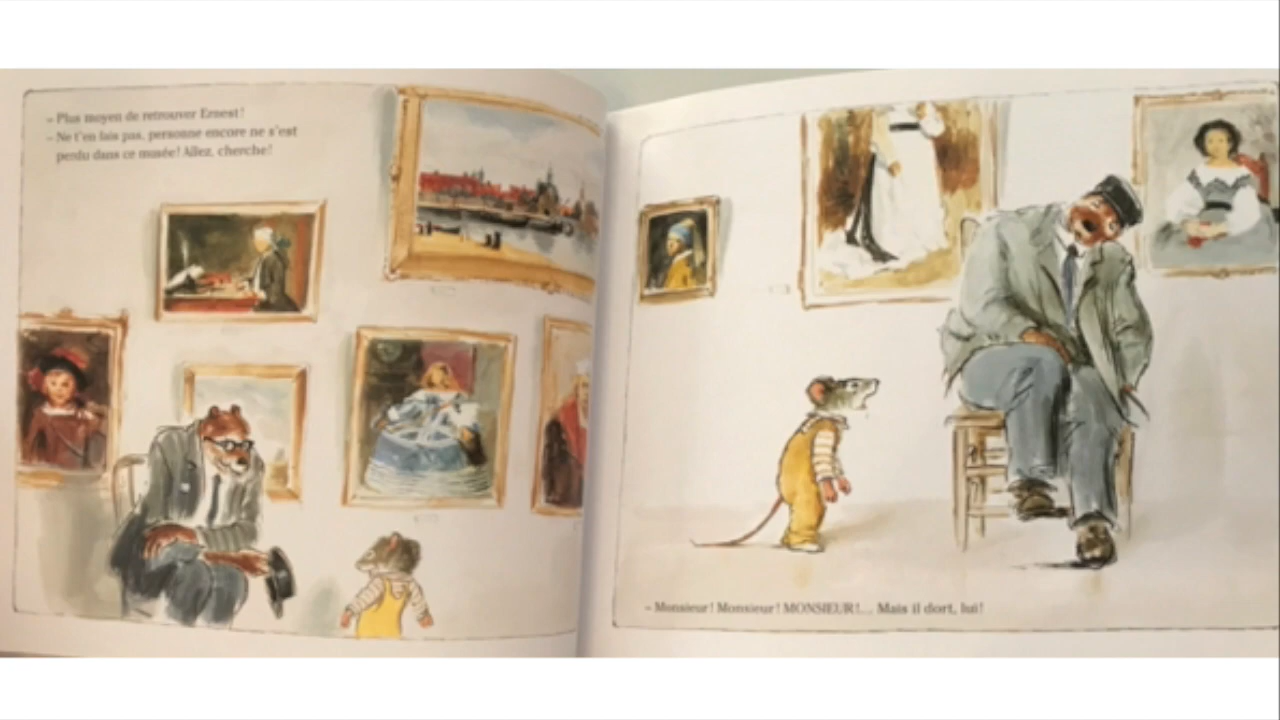 – Plus moyen de retrouver Ernest!
– Ne t'en fais pas, personne encore ne s'est
perdu dans ce musée! Allez, cherche!
– Monsieur! Monsieur! MONSIEUR!... Mais il dort, lui!